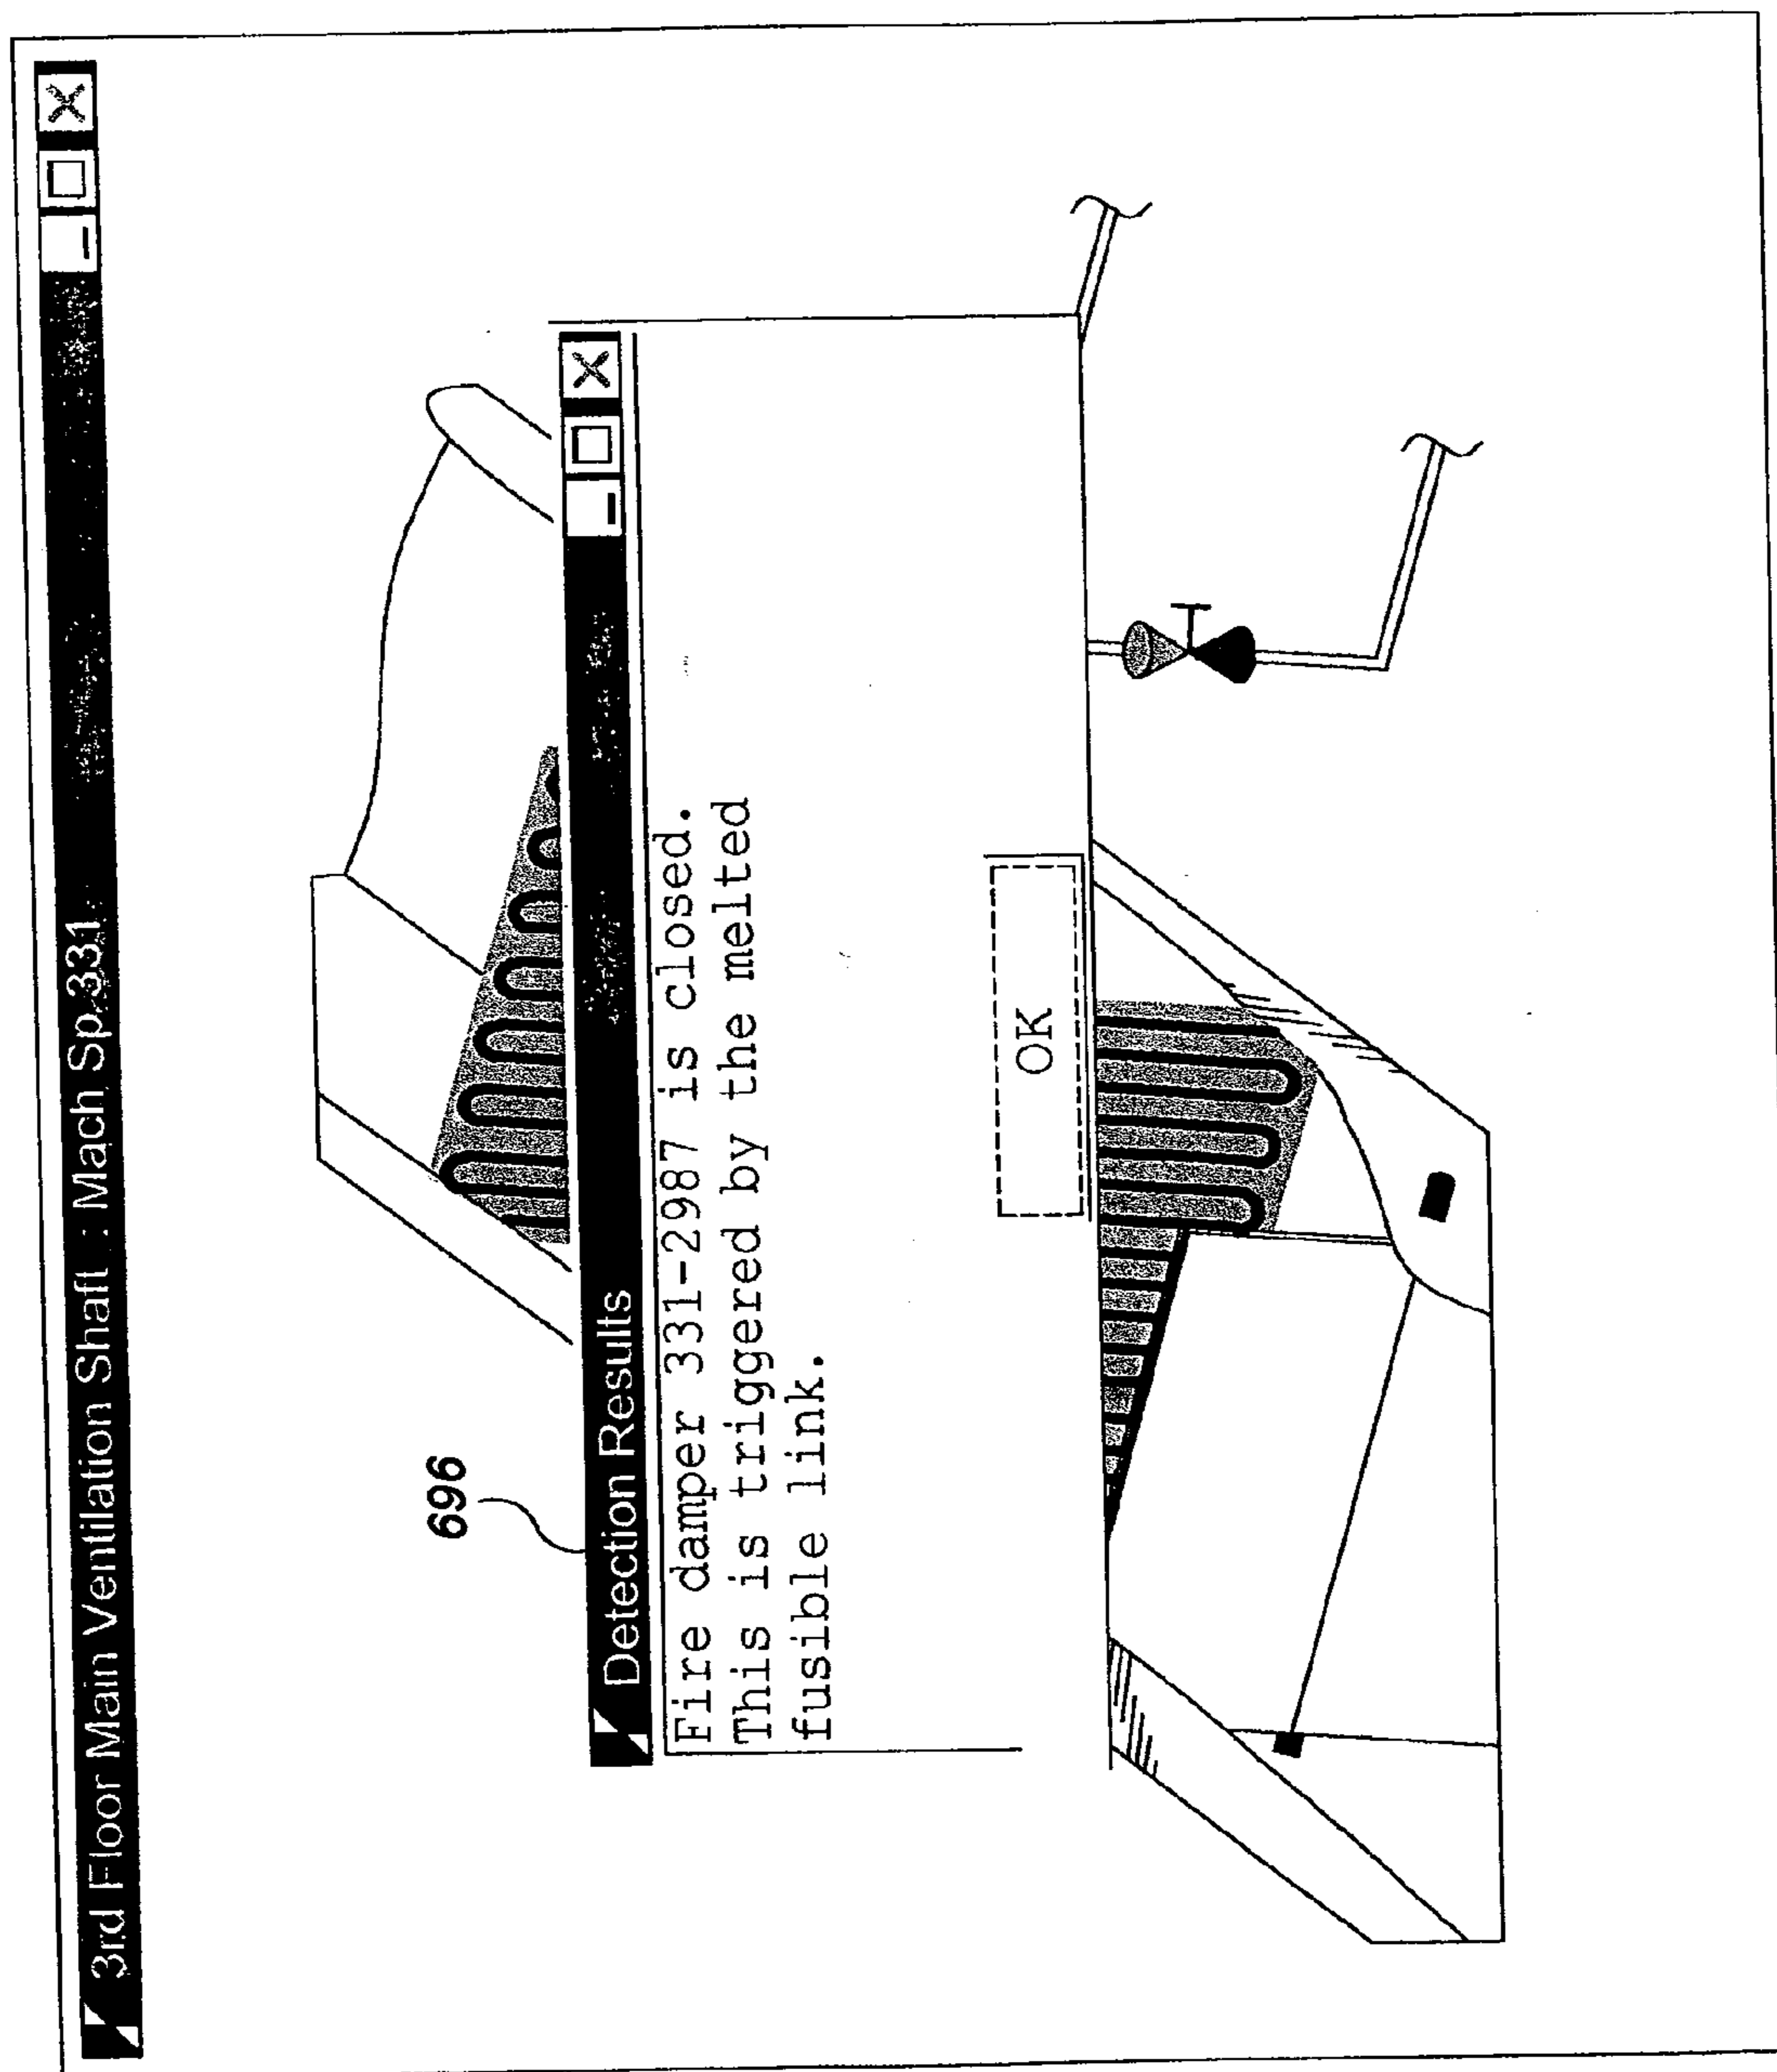 3rd Floor Main Ventilation Shaft : Mach Sp 331
696
Detection Results
Fire damper 331-2987 is closed.
This is triggered by the melted
fusible link.
OK